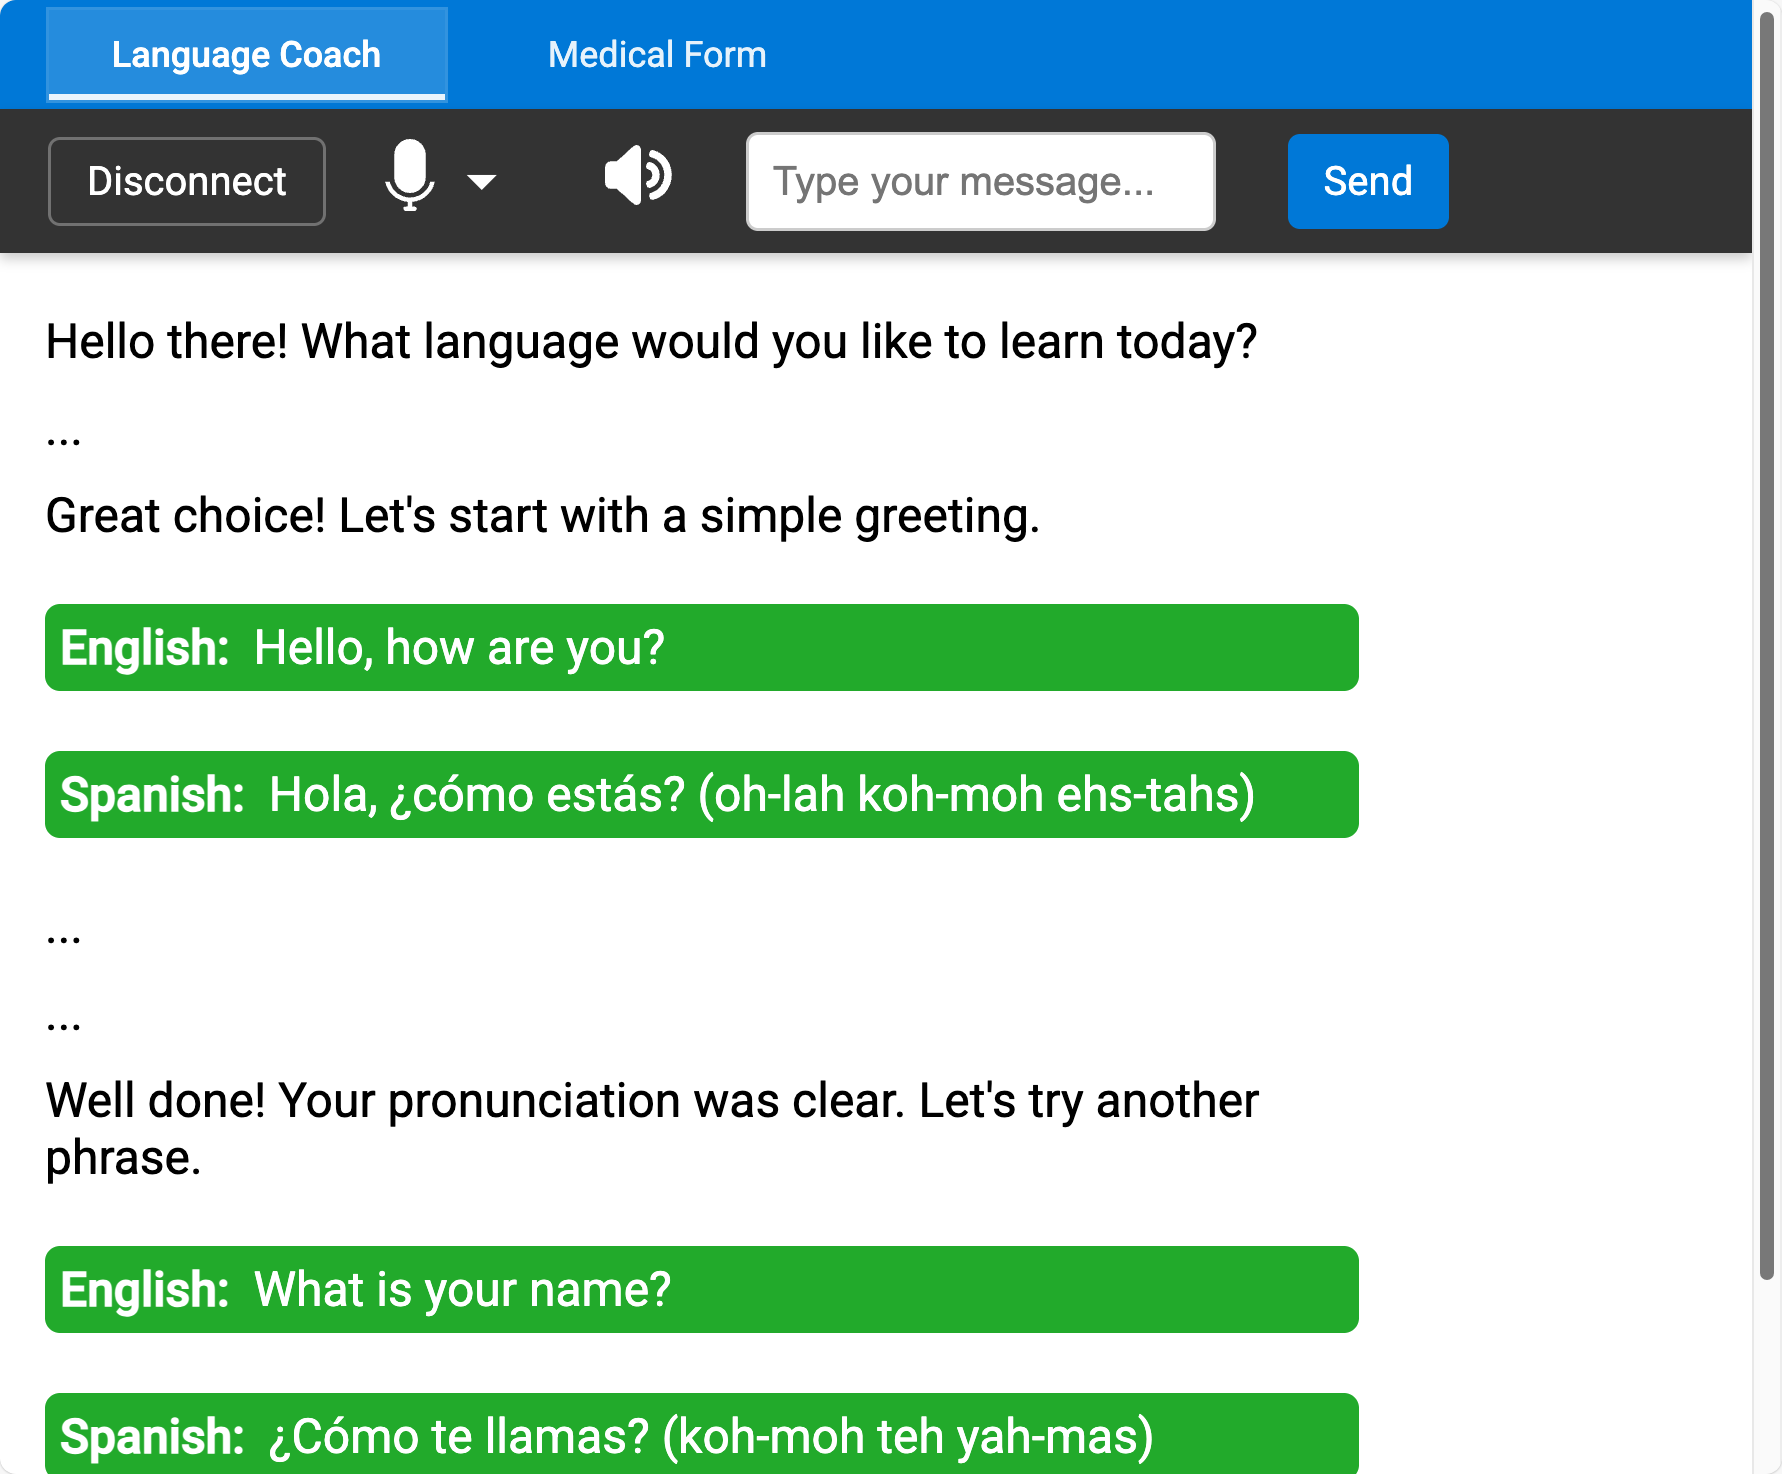 Language Coach Medical Form
Disconnect Type your message... Send
Hello there! What language would you like to learn today?
...
Great choice! Let's start with a simple greeting.
English: Hello, how are you?
Spanish: Hola, ¿cómo estás? (oh-lah koh-moh ehs-tahs)
...
...
Well done! Your pronunciation was clear. Let's try another
phrase.
English: What is your name?
Spanish: ¿Cómo te llamas? (koh-moh teh yah-mas)